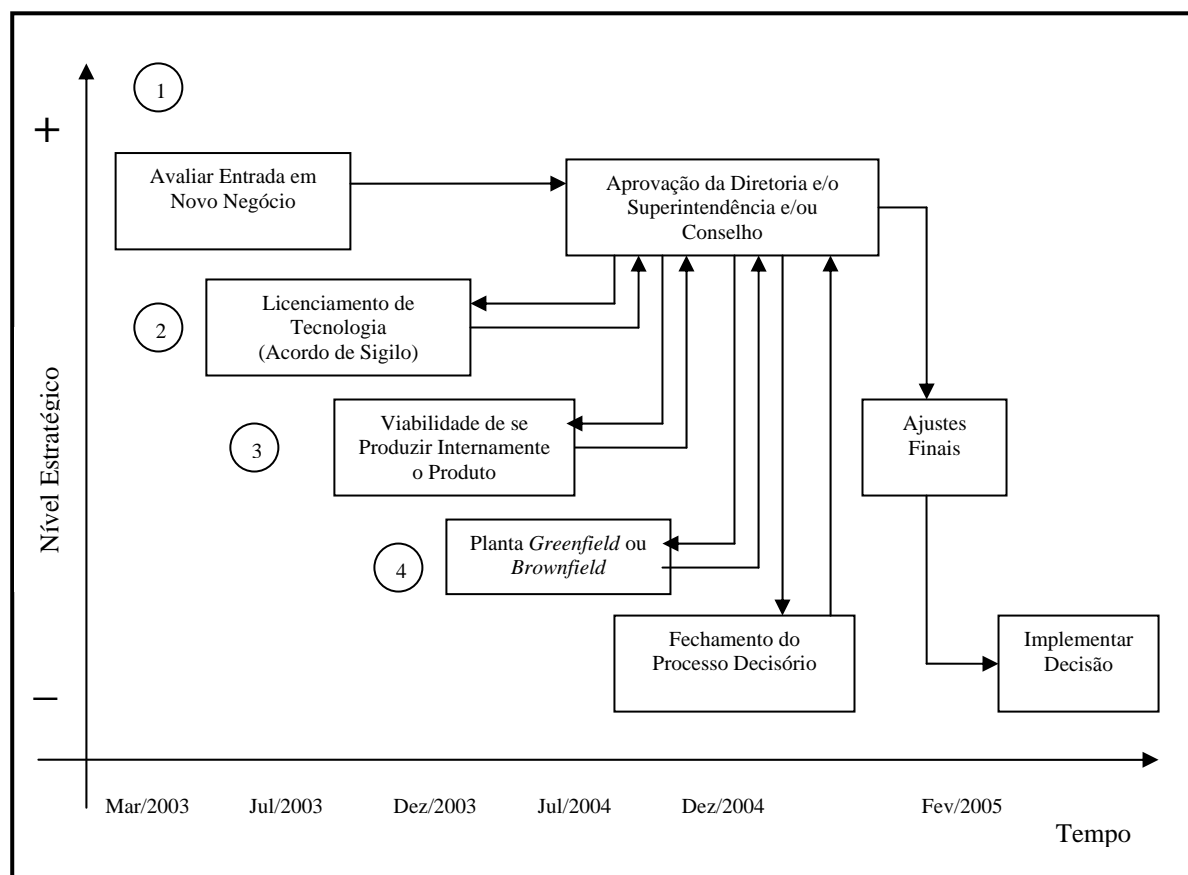 1
+
Avaliar Entrada em
Novo Negócio
Aprovação da Diretoria e/o
Superintendência e/ou
Conselho
2
Licenciamento de
Tecnologia
(Acordo de Sigilo)
3
Viabilidade de se
Produzir Internamente
o Produto
Ajustes
Finais
4
Planta Greenfield ou
Brownfield
Fechamento do
Processo Decisório
Implementar
Decisão
–
Nível Estratégico
Mar/2003 Jul/2003 Dez/2003 Jul/2004 Dez/2004 Fev/2005
Tempo